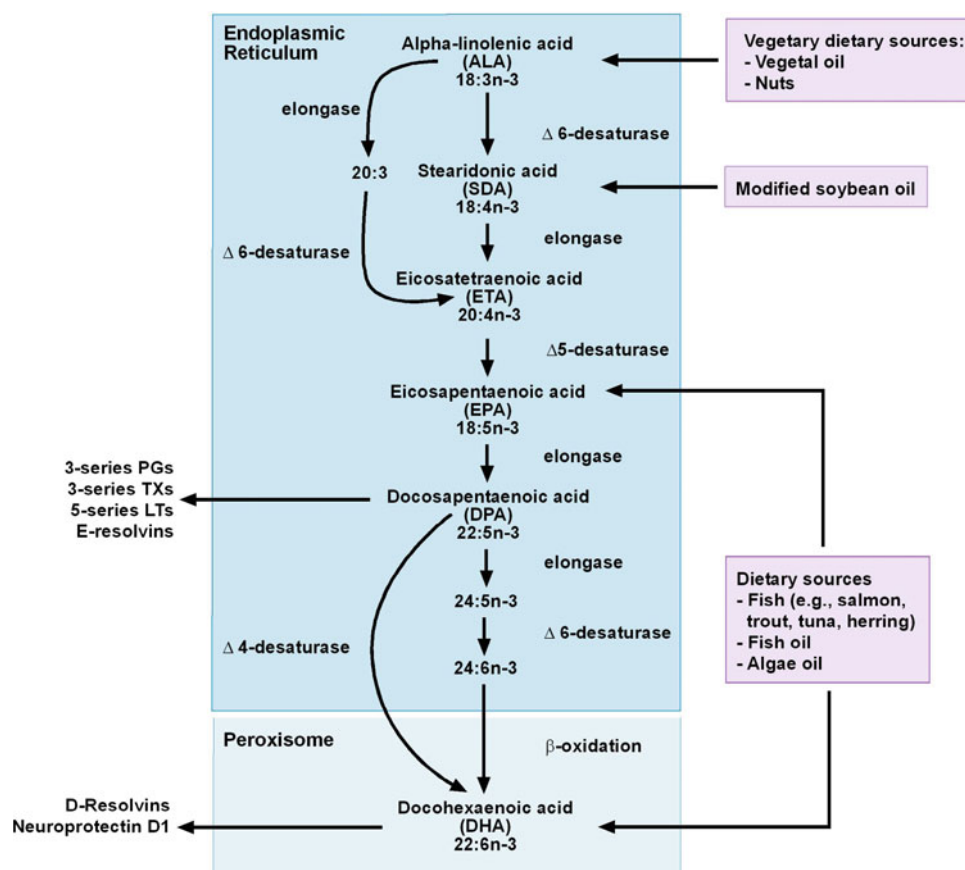 Endoplasmic
Reticulum
Alpha-linolenic acid
(ALA)
18:3n-3
Vegetary dietary sources:
- Vegetal oil
- Nuts
elongase
Δ 6-desaturase
20:3
Stearidonic acid
(SDA)
18:4n-3
Modified soybean oil
Δ 6-desaturase
elongase
Eicosatetraenoic acid
(ETA)
20:4n-3
Δ5-desaturase
Eicosapentaenoic acid
(EPA)
18:5n-3
elongase
3-series PGs
3-series TXs
5-series LTs
E-resolvins
Docosapentaenoic acid
(DPA)
22:5n-3
elongase
Dietary sources
- Fish (e.g., salmon,
trout, tuna, herring)
- Fish oil
- Algae oil
24:5n-3
Δ 4-desaturase
Δ 6-desaturase
24:6n-3
Peroxisome
β-oxidation
D-Resolvins
Neuroprotectin D1
Docohexaenoic acid
(DHA)
22:6n-3